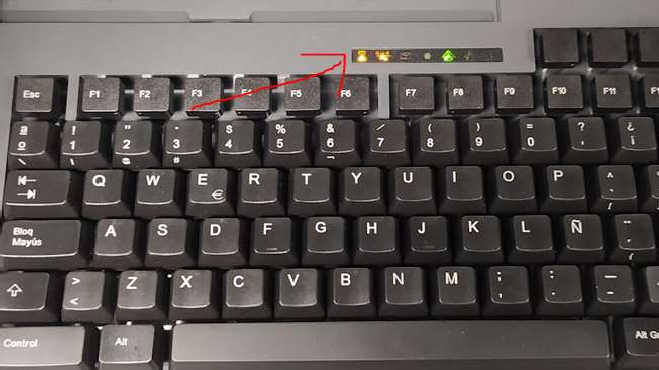 Esc F1 F2 F3 F4 F5 F6 F7 F8 F9 F10 F11
ª ! " · $ % & / ( ) = ? ¿
º 1 2 3 4 5 6 7 8 9 0 ' ¡
\ | @ # ¬
Q W E R T Y U I O P ^
€ [
Bloq
Mayús
A S D F G H J K L Ñ ¨
{
> Z X C V B N M ; : _
< , . -
Control Alt Alt Gr